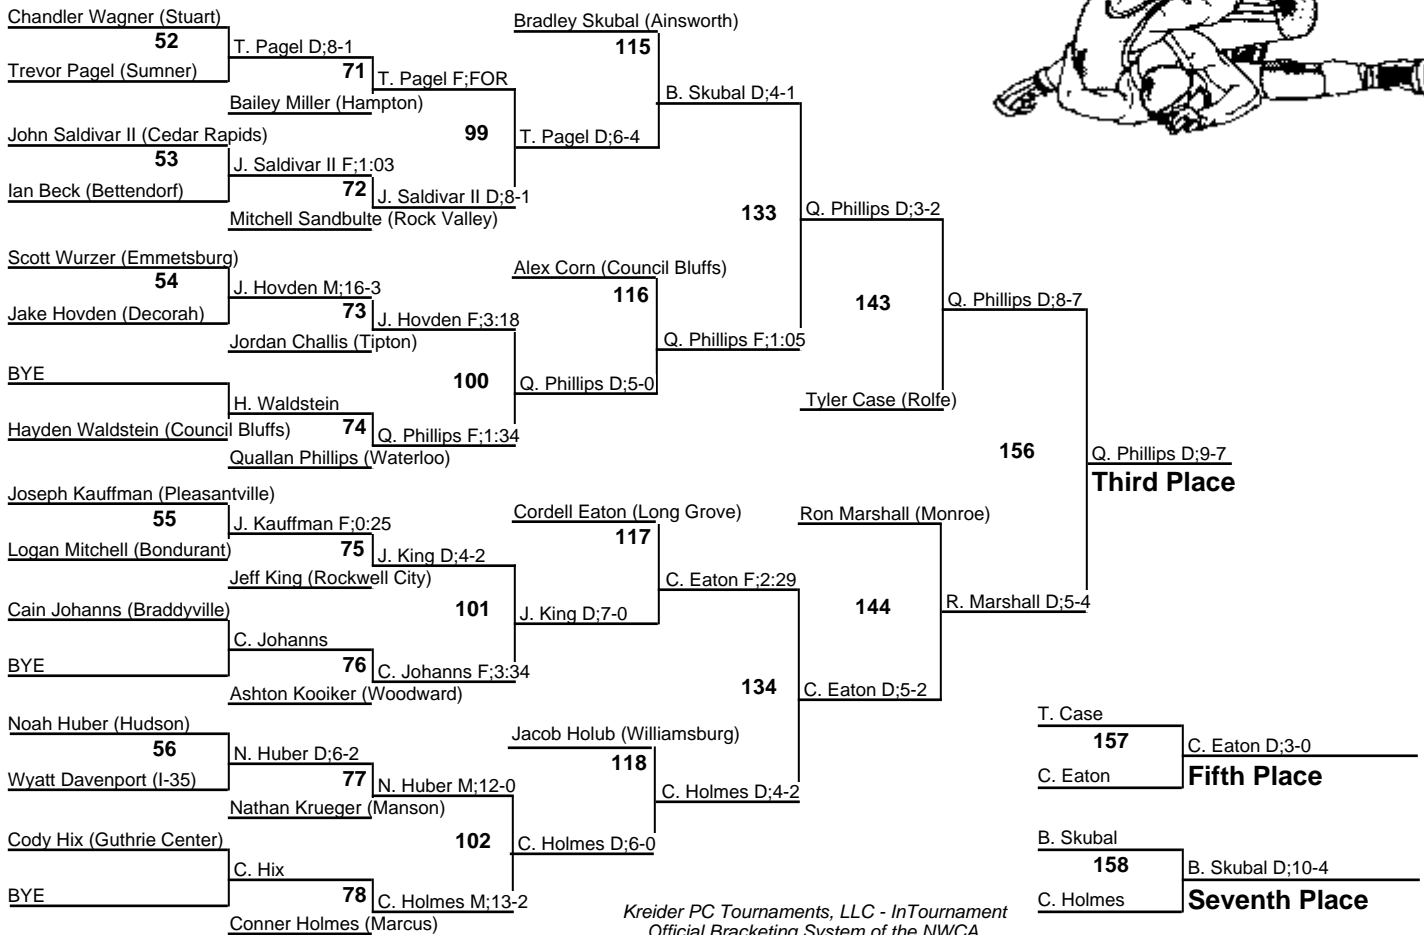 Chandler Wagner (Stuart)
52
Trevor Pagel (Sumner)
T. Pagel D;8-1
71
Bailey Miller (Hampton)
T. Pagel F;FOR
John Saldivar II (Cedar Rapids)
53
Ian Beck (Bettendorf)
J. Saldivar II F;1:03
72
Mitchell Sandbulte (Rock Valley)
J. Saldivar II D;8-1
99
T. Pagel D;6-4
Bradley Skubal (Ainsworth)
115
B. Skubal D;4-1
Scott Wurzer (Emmetsburg)
54
Jake Hovden (Decorah)
J. Hovden M;16-3
73
Jordan Challis (Tipton)
J. Hovden F;3:18
BYE
Hayden Waldstein (Council Bluffs)
H. Waldstein
74
Quallan Phillips (Waterloo)
Q. Phillips F;1:34
100
Q. Phillips D;5-0
Alex Corn (Council Bluffs)
116
Q. Phillips F;1:05
133
Q. Phillips D;3-2
143
Tyler Case (Rolfe)
Q. Phillips D;8-7
Joseph Kauffman (Pleasantville)
55
Logan Mitchell (Bondurant)
J. Kauffman F;0:25
75
Jeff King (Rockwell City)
J. King D;4-2
Cain Johanns (Braddyville)
BYE
C. Johanns
76
Ashton Kooiker (Woodward)
C. Johanns F;3:34
101
J. King D;7-0
Cordell Eaton (Long Grove)
117
C. Eaton F;2:29
Noah Huber (Hudson)
56
Wyatt Davenport (I-35)
N. Huber D;6-2
77
Nathan Krueger (Manson)
N. Huber M;12-0
Cody Hix (Guthrie Center)
BYE
C. Hix
78
Conner Holmes (Marcus)
C. Holmes M;13-2
102
C. Holmes D;6-0
Jacob Holub (Williamsburg)
118
C. Holmes D;4-2
134
C. Eaton D;5-2
Ron Marshall (Monroe)
144
R. Marshall D;5-4
156
Q. Phillips D;9-7
Third Place
T. Case
157
C. Eaton
C. Eaton D;3-0
Fifth Place
B. Skubal
158
C. Holmes
B. Skubal D;10-4
Seventh Place
Kreider PC Tournaments, LLC - InTournament
Official Bracketing System of the NWCA